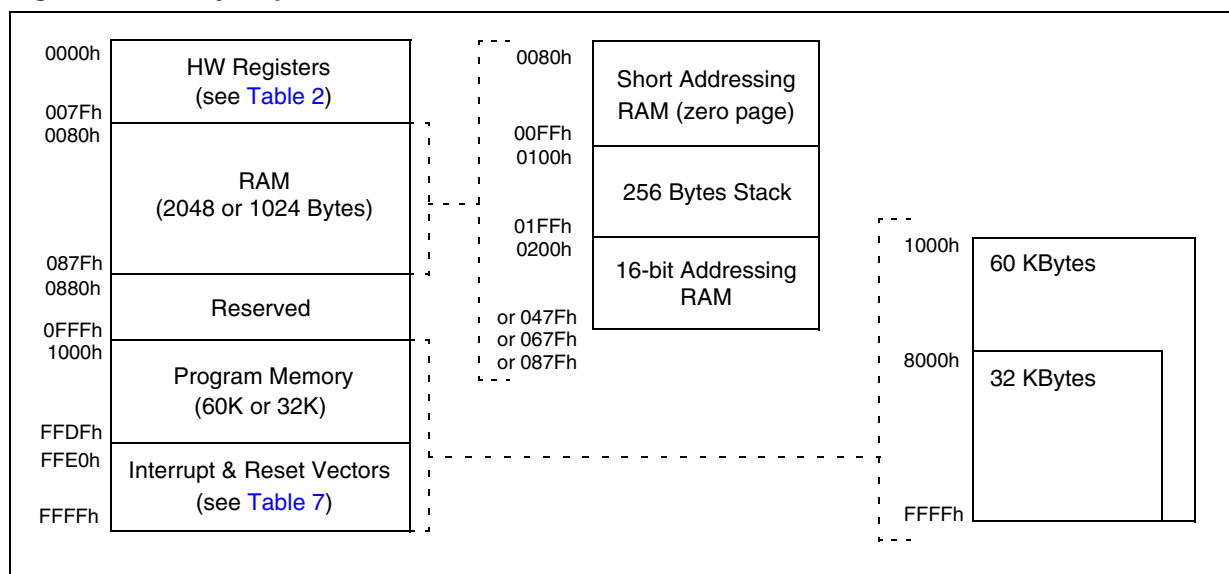 0000h
HW Registers
(see Table 2)
007Fh
0080h
RAM
(2048 or 1024 Bytes)
087Fh
0880h
Reserved
0FFFh
1000h
Program Memory
(60K or 32K)
FFDFh
FFE0h
Interrupt & Reset Vectors
(see Table 7)
FFFFh
0080h
Short Addressing
RAM (zero page)
00FFh
0100h
256 Bytes Stack
01FFh
0200h
16-bit Addressing
RAM
or 047Fh
or 067Fh
or 087Fh
1000h
60 KBytes
8000h
32 KBytes
FFFFh